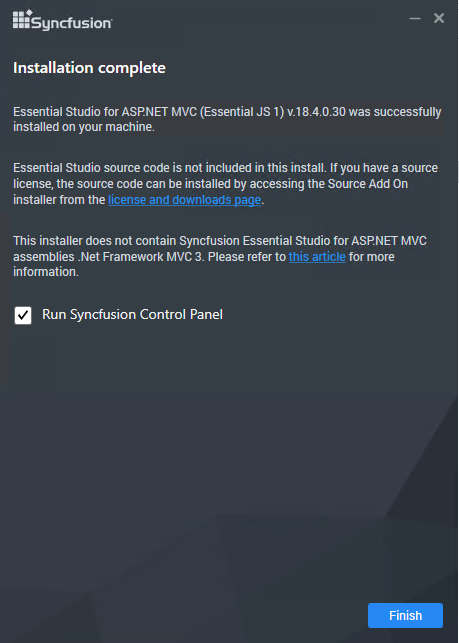 Syncfusion
Installation complete
Essential Studio for ASP.NET MVC (Essential JS 1) v.18.4.0.30 was successfully
installed on your machine.
Essential Studio source code is not included in this install. If you have a source
license, the source code can be installed by accessing the Source Add On
installer from the license and downloads page.
This installer does not contain Syncfusion Essential Studio for ASP.NET MVC
assemblies .Net Framework MVC 3. Please refer to this article for more
information.
Run Syncfusion Control Panel
Finish